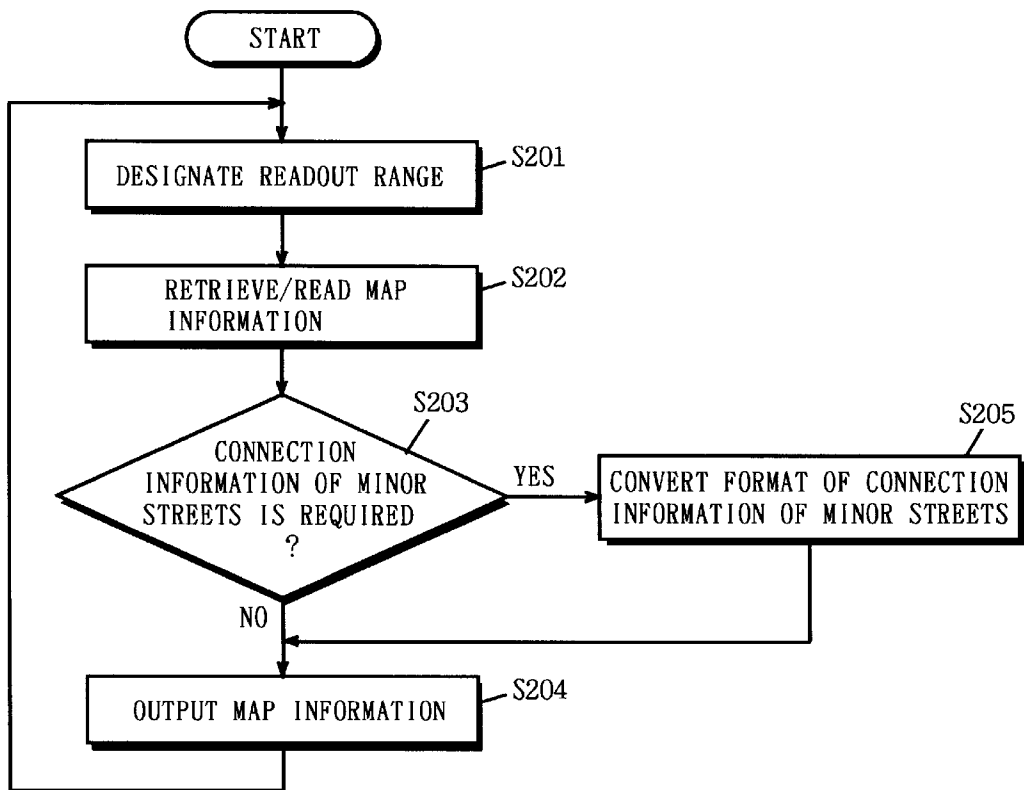 START
DESIGNATE READOUT RANGE
S201
RETRIEVE/READ MAP
INFORMATION
S202
S203
CONNECTION
INFORMATION OF MINOR
STREETS IS REQUIRED
?
YES
S205
CONVERT FORMAT OF CONNECTION
INFORMATION OF MINOR STREETS
NO
S204
OUTPUT MAP INFORMATION